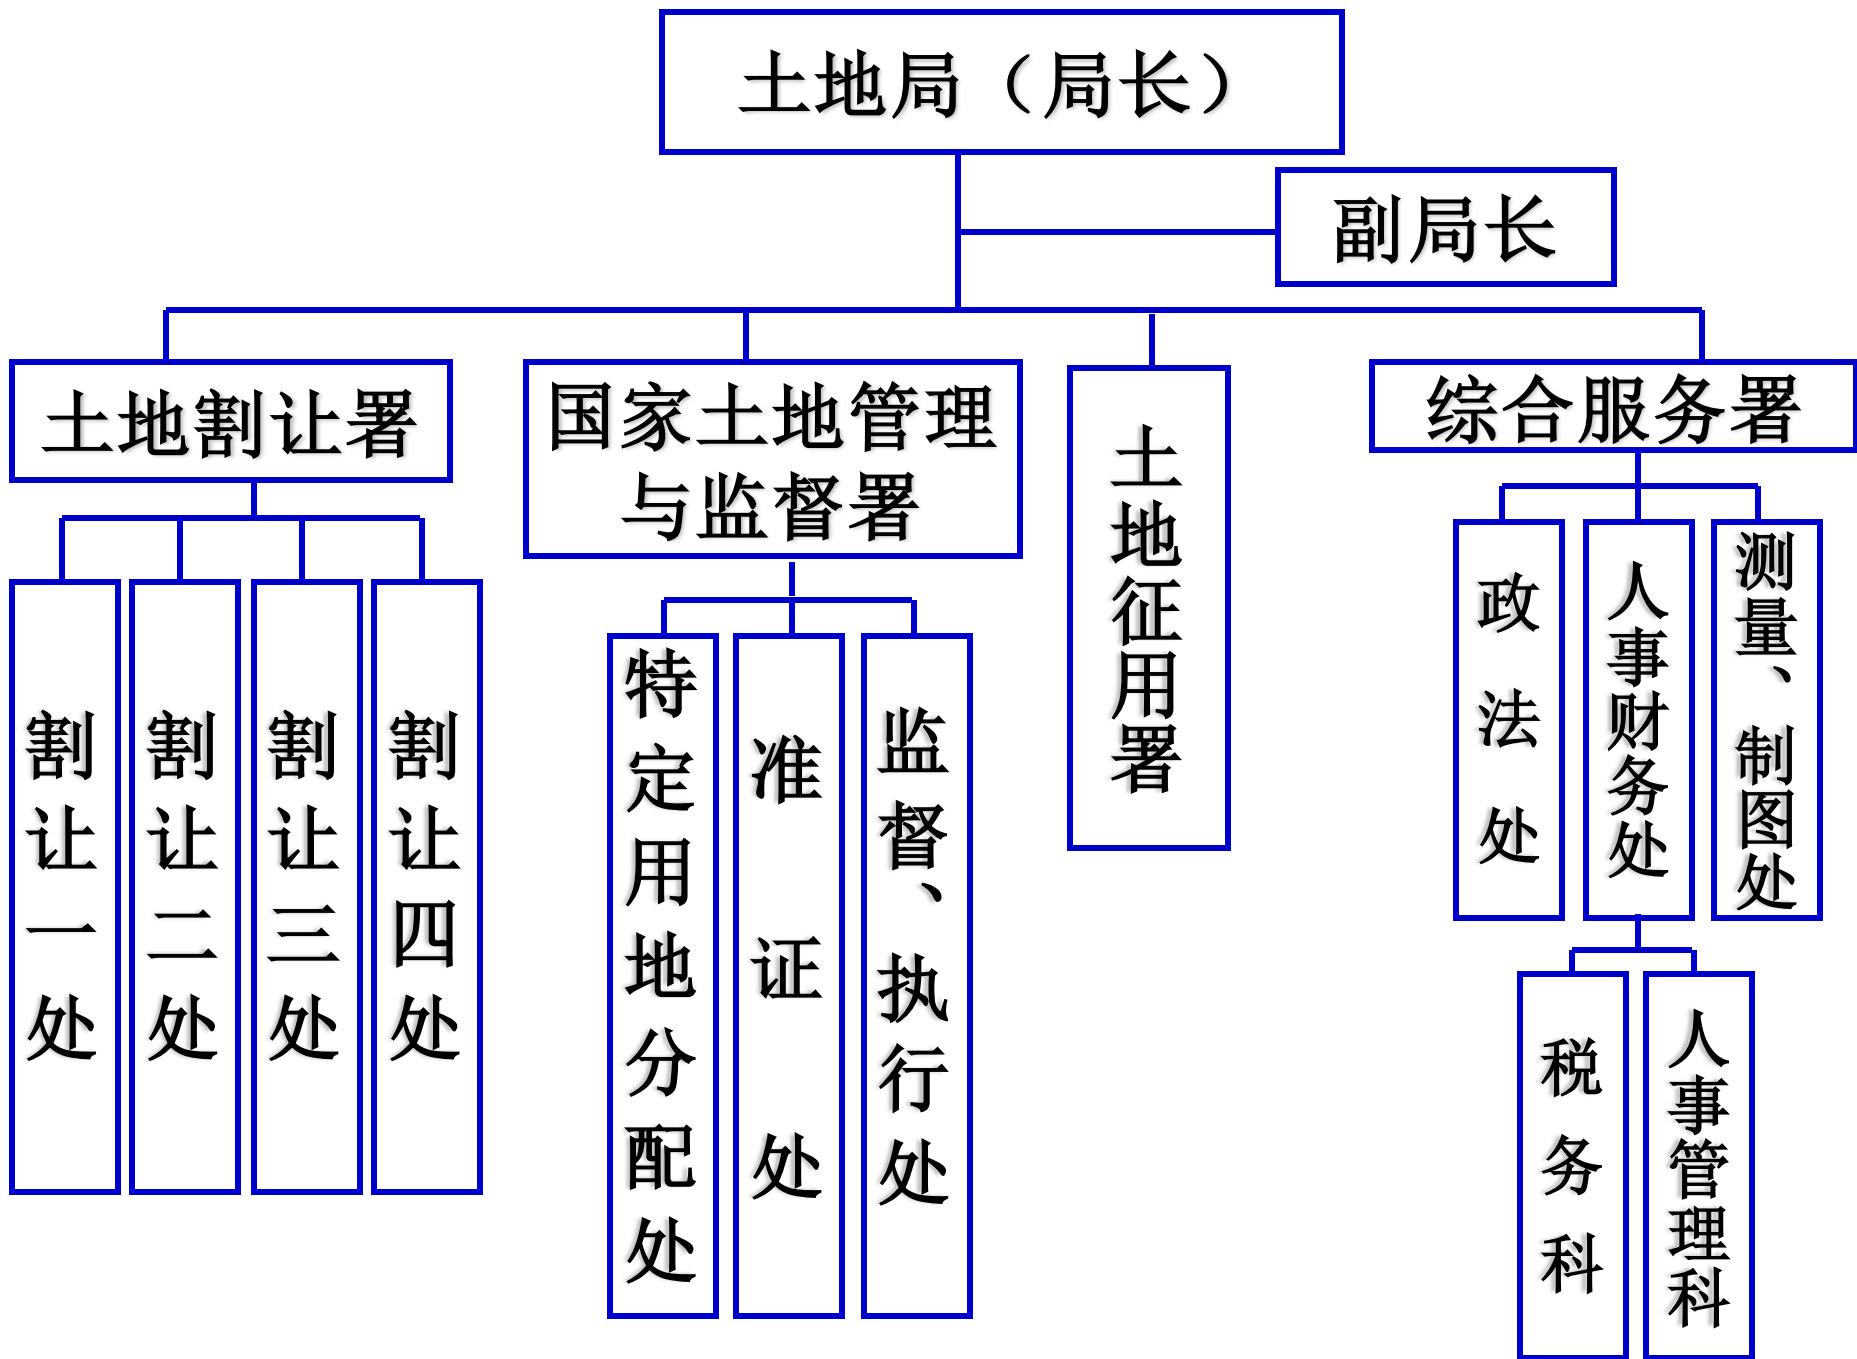 土地局（局长）
副局长
土地割让署
国家土地管理
与监督署
土地征用署
综合服务署
割让一处
割让二处
割让三处
割让四处
特定用地分配处
准证处
监督、执行处
政法处
人事财务处
测量、制图处
税务科
人事管理科